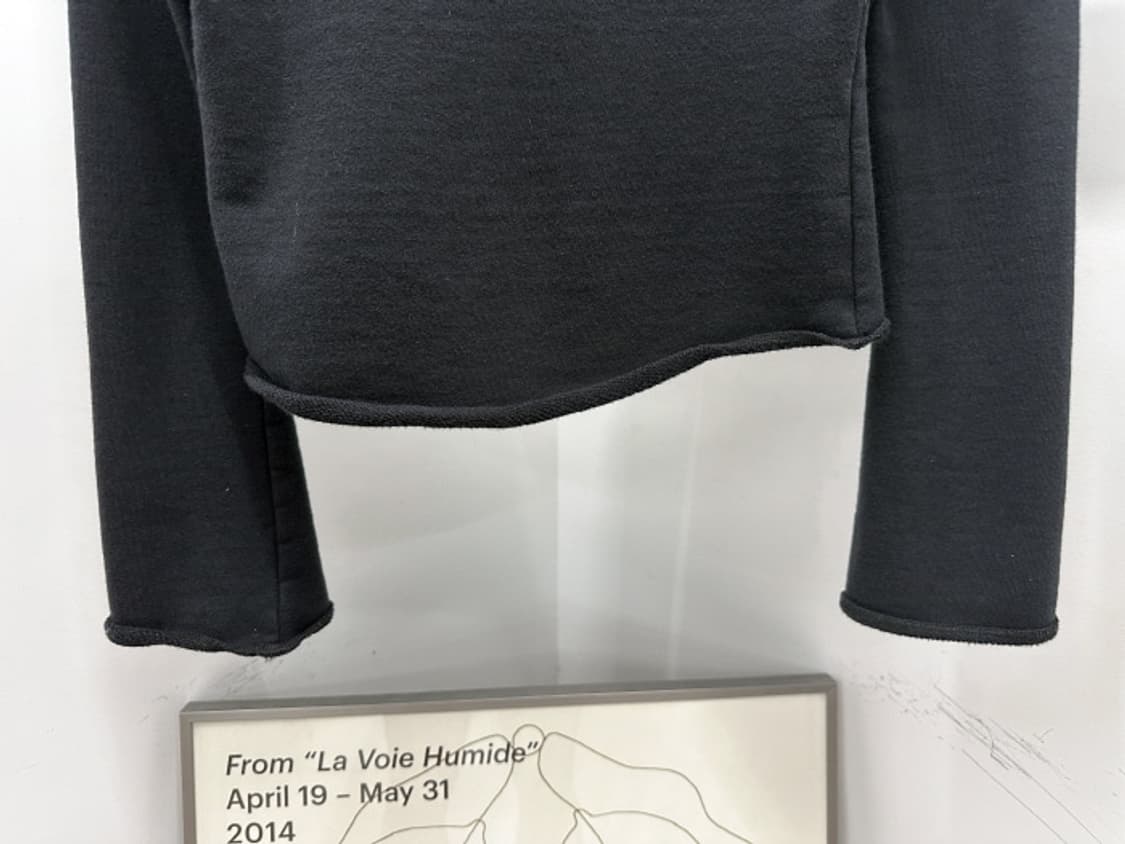 From “La Voie Humide”
April 19 – May 31
2014